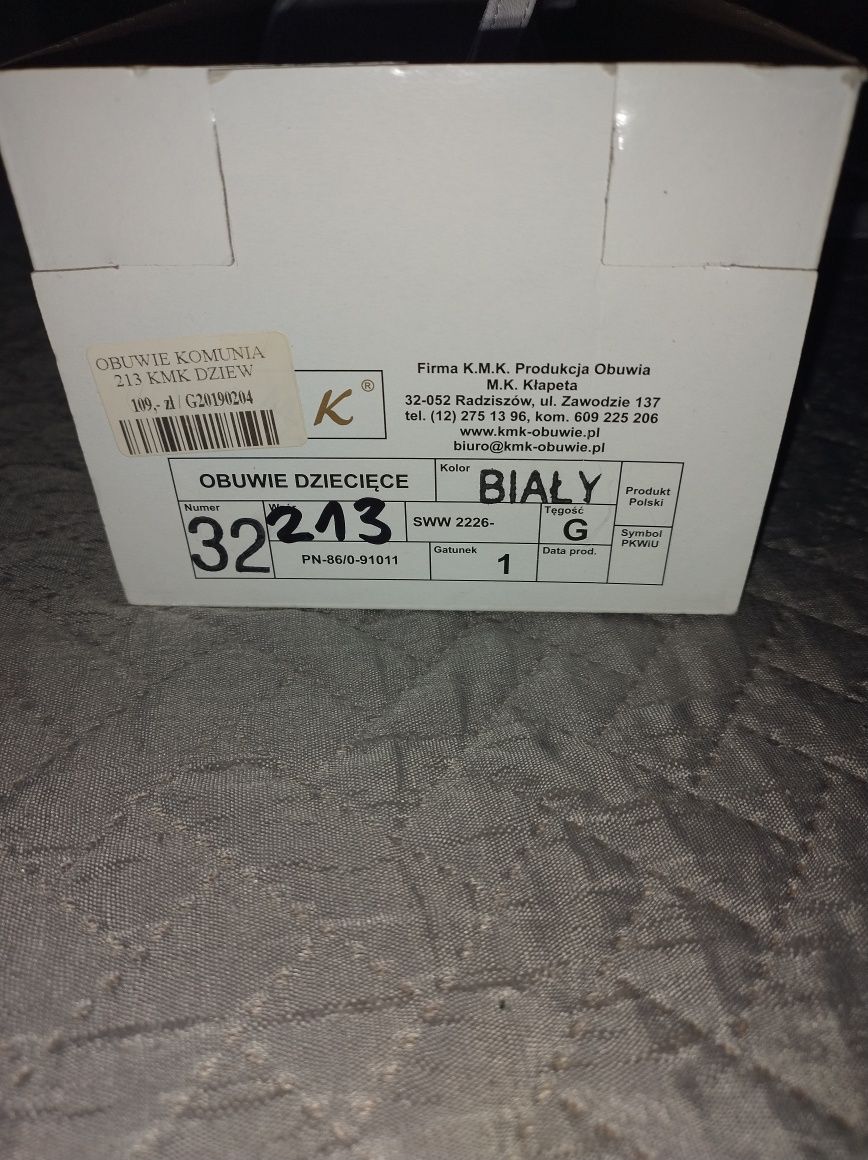 OBUWIE KOMUNIA
213 KMK DZIEW
109,- zł / G20190204
K®
Firma K.M.K. Produkcja Obuwia
M.K. Kłapeta
32-052 Radziszów, ul. Zawodzie 137
tel. (12) 275 13 96, kom. 609 225 206
www.kmk-obuwie.pl
biuro@kmk-obuwie.pl
OBUWIE DZIECIĘCE
Kolor BIAŁY
Produkt
Polski
Numer 32
213
SWW 2226-
Tęgość G
PN-86/0-91011
Gatunek 1
Data prod.
Symbol
PKWiU